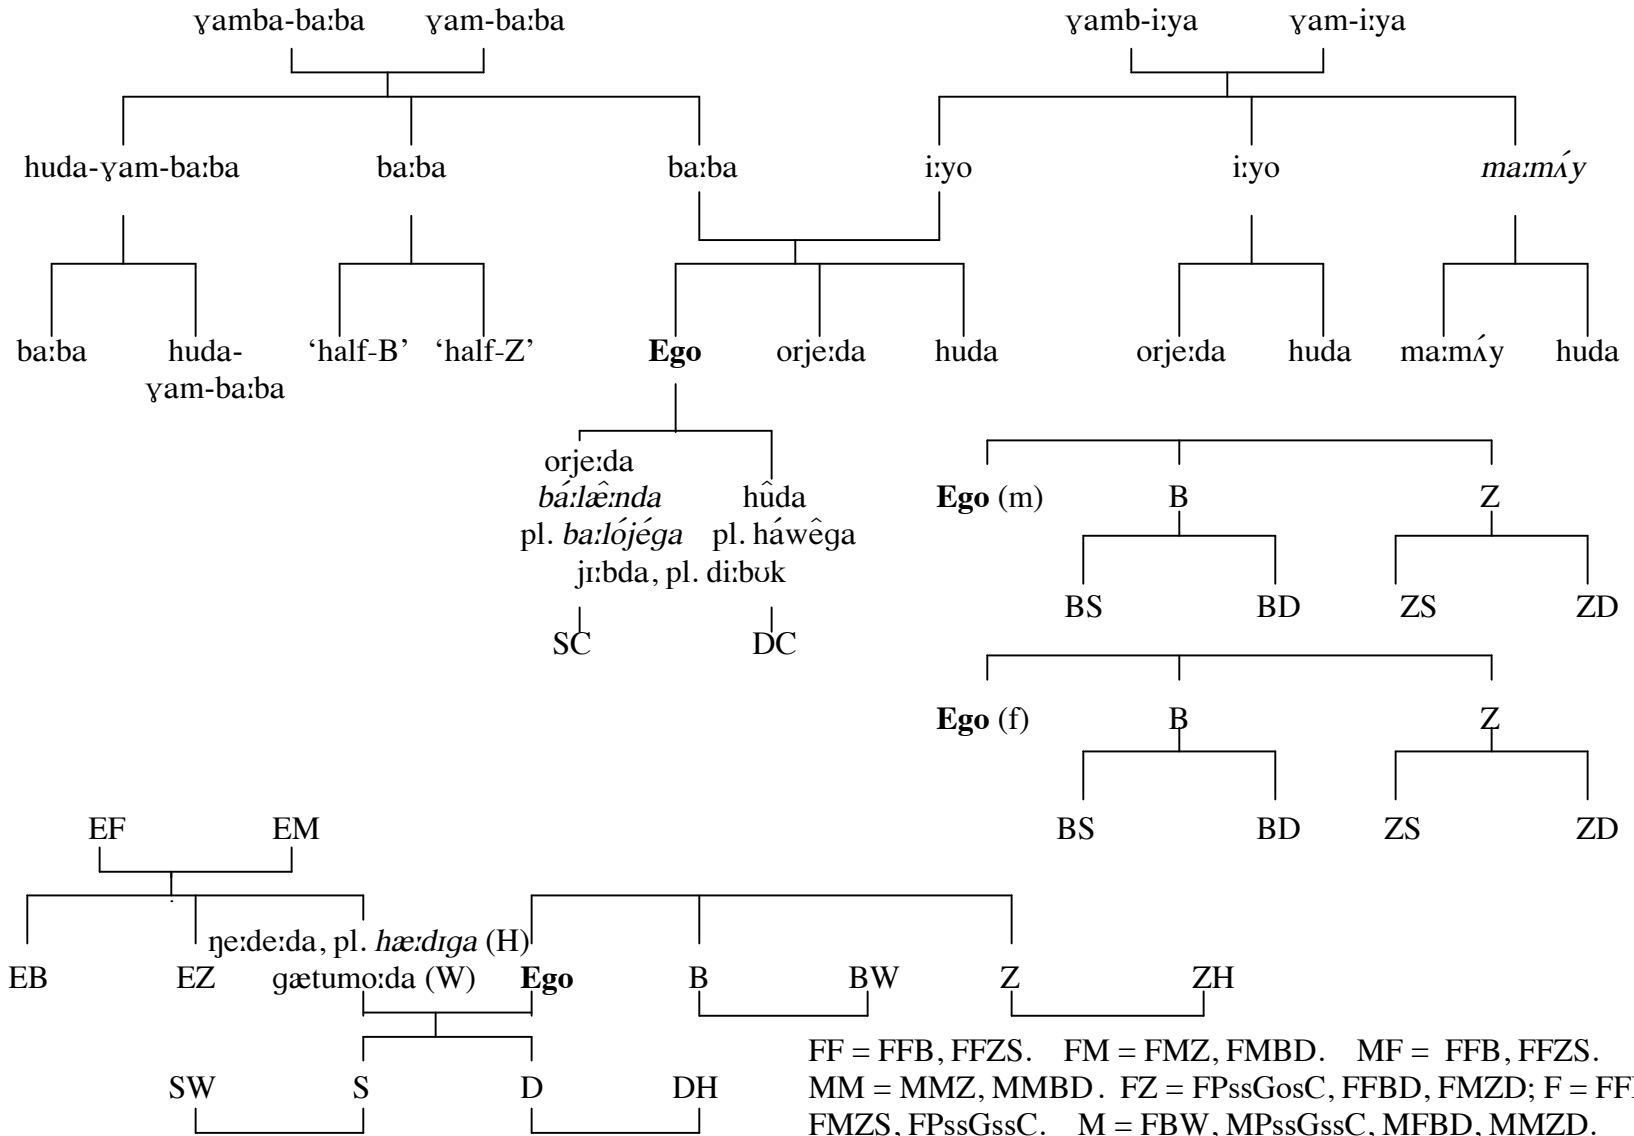 ɣamba-baːba ɣam-baːba ɣamb-iːya ɣam-iːya
huda-ɣam-baːba baːba baːba iːyo iːyo maːmʌ́y
baːba huda- ‘half-B’ ‘half-Z’ Ego orjeːda huda orjeːda huda maːmʌ́y huda
ɣam-baːba
orjeːda
báːlæ̂ːnda hûda Ego (m) B Z
pl. baːlójéga pl. háwêga
jɪːbda, pl. diːbʊk
BS BD ZS ZD
SC DC
Ego (f) B Z
EF EM BS BD ZS ZD
ŋeːdeːda, pl. hæːdɪga (H)
EB EZ gætumoːda (W) Ego B BW Z ZH
FF = FFB, FFZS. FM = FMZ, FMBD. MF = FFB, FFZS.
SW S D DH MM = MMZ, MMBD. FZ = FPssGosC, FFBD, FMZD; F =
FMZS, FPssGssC. M = FBW, MPssGssC, MFBD, MMZD.